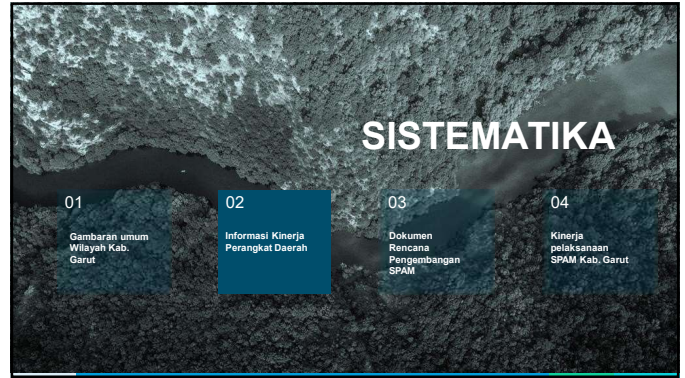 SISTEMATIKA
01
Gambaran umum
Wilayah Kab.
Garut
02
Informasi Kinerja
Perangkat Daerah
03
Dokumen
Rencana
Pengembangan
SPAM
04
Kinerja
pelaksanaan
SPAM Kab. Garut